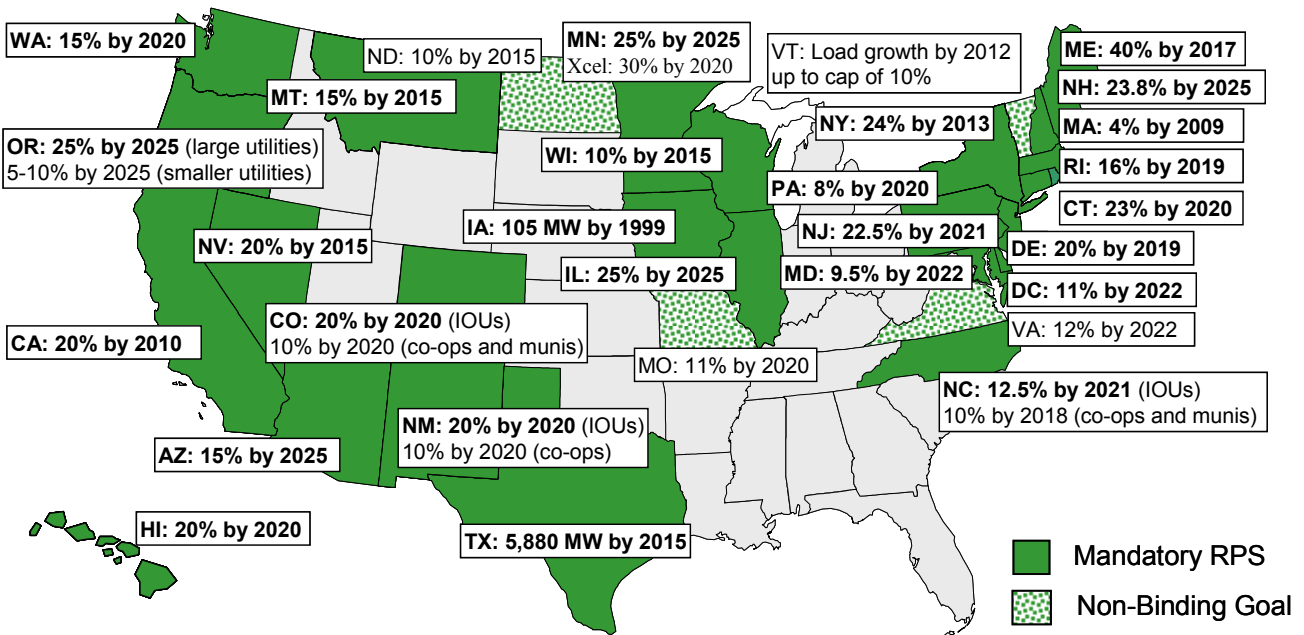 WA: 15% by 2020
ND: 10% by 2015
MN: 25% by 2025
Xcel: 30% by 2020
VT: Load growth by 2012
up to cap of 10%
ME: 40% by 2017
NH: 23.8% by 2025
MT: 15% by 2015
NY: 24% by 2013
MA: 4% by 2009
OR: 25% by 2025 (large utilities)
5-10% by 2025 (smaller utilities)
WI: 10% by 2015
RI: 16% by 2019
PA: 8% by 2020
CT: 23% by 2020
IA: 105 MW by 1999
NJ: 22.5% by 2021
NV: 20% by 2015
DE: 20% by 2019
IL: 25% by 2025
MD: 9.5% by 2022
DC: 11% by 2022
CO: 20% by 2020 (IOUs)
10% by 2020 (co-ops and munis)
VA: 12% by 2022
CA: 20% by 2010
MO: 11% by 2020
NC: 12.5% by 2021 (IOUs)
10% by 2018 (co-ops and munis)
NM: 20% by 2020 (IOUs)
10% by 2020 (co-ops)
AZ: 15% by 2025
HI: 20% by 2020
TX: 5,880 MW by 2015
Mandatory RPS
Non-Binding Goal